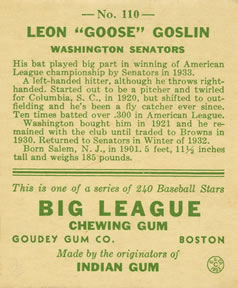 No. 110
LEON "GOOSE" GOSLIN
WASHINGTON SENATORS
His bat played big part in winning of American
League championship by Senators in 1933.
A left-handed hitter, although he throws right-
handed. Started out to be a pitcher and twirled
for Columbia, S. C., in 1920, but shifted to out-
fielding and he's been a fly catcher ever since.
Ten times batted over .300 in American League.
Washington bought him in 1921 and he re-
mained with the club until traded to Browns in
1930. Returned to Senators in Winter of 1932.
Born Salem, N. J., in 1901. 5 feet, 11½ inches
tall and weighs 185 pounds.
This is one of a series of 240 Baseball Stars
BIG LEAGUE
CHEWING GUM
GOUDEY GUM CO. BOSTON
Made by the originators of
INDIAN GUM